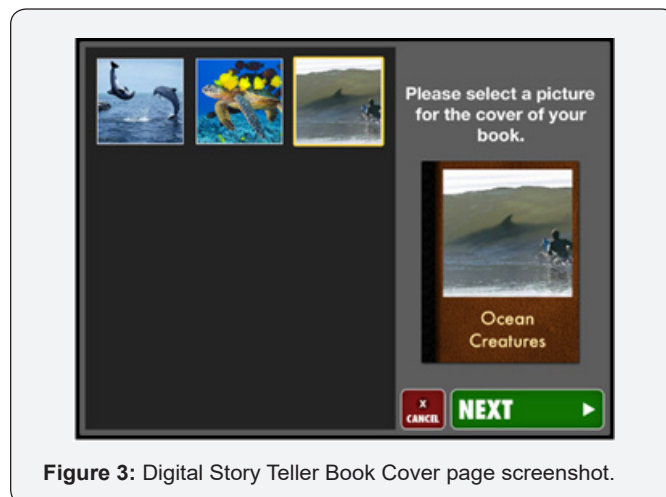 Please select a picture
for the cover of your
book.
Ocean
Creatures
X
CANCEL
NEXT
Figure 3: Digital Story Teller Book Cover page screenshot.